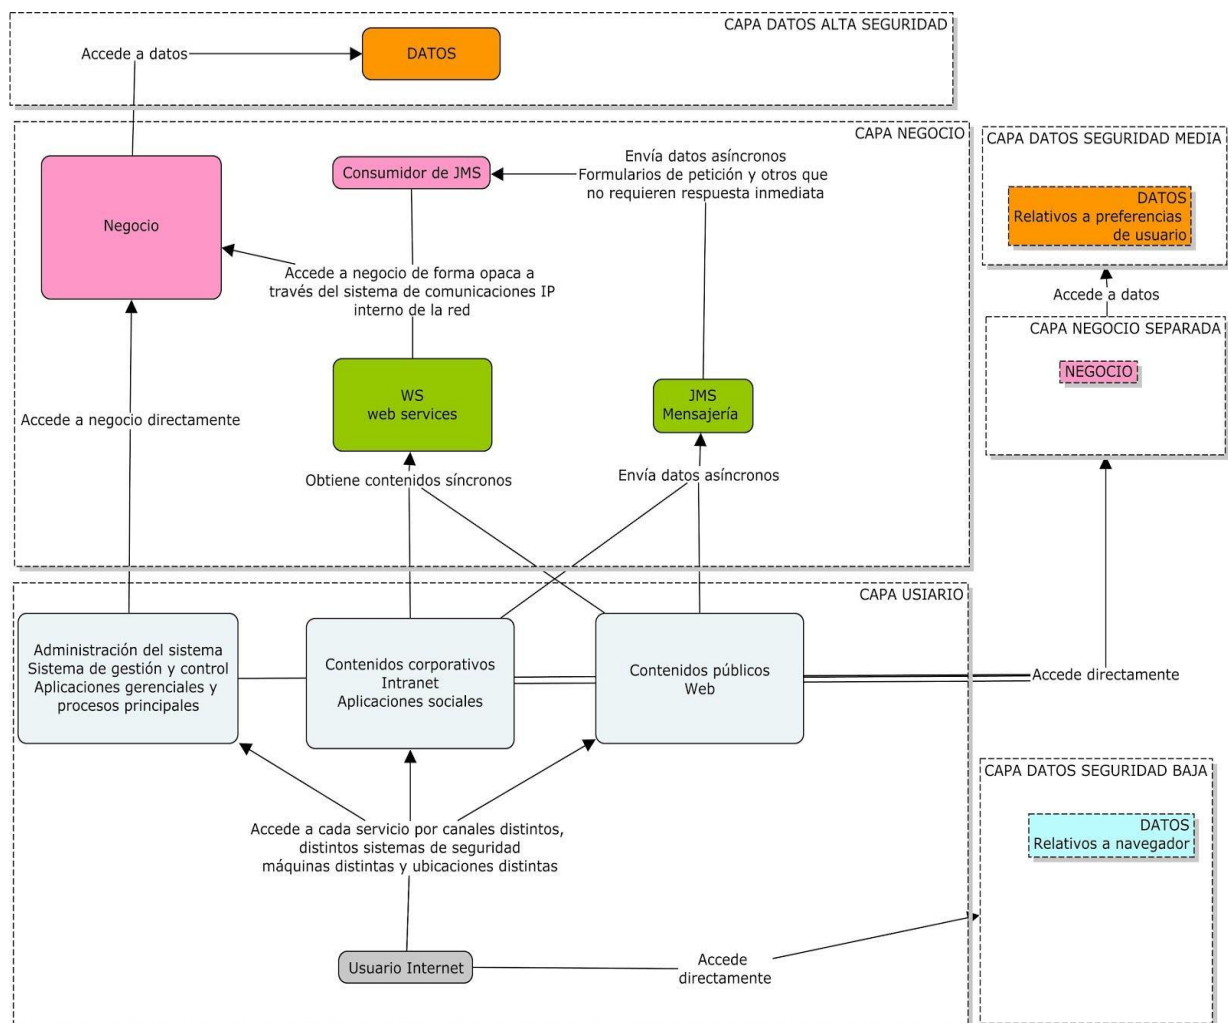 CAPA DATOS ALTA SEGURIDAD
Accede a datos
DATOS
CAPA NEGOCIO
Negocio
Consumidor de JMS
Envía datos asíncronos
Formularios de petición y otros que
no requieren respuesta inmediata
CAPA DATOS SEGURIDAD MEDIA
DATOS
Relativos a preferencias
de usuario
Accede a negocio de forma opaca a
través del sistema de comunicaciones IP
interno de la red
Accede a datos
CAPA NEGOCIO SEPARADA
NEGOCIO
WS
web services
JMS
Mensajería
Accede a negocio directamente
Obtiene contenidos síncronos
Envía datos asíncronos
CAPA USIARIO
Administración del sistema
Sistema de gestión y control
Aplicaciones gerenciales y
procesos principales
Contenidos corporativos
Intranet
Aplicaciones sociales
Contenidos públicos
Web
Accede directamente
CAPA DATOS SEGURIDAD BAJA
DATOS
Relativos a navegador
Accede a cada servicio por canales distintos,
distintos sistemas de seguridad
máquinas distintas y ubicaciones distintas
Usuario Internet
Accede
directamente